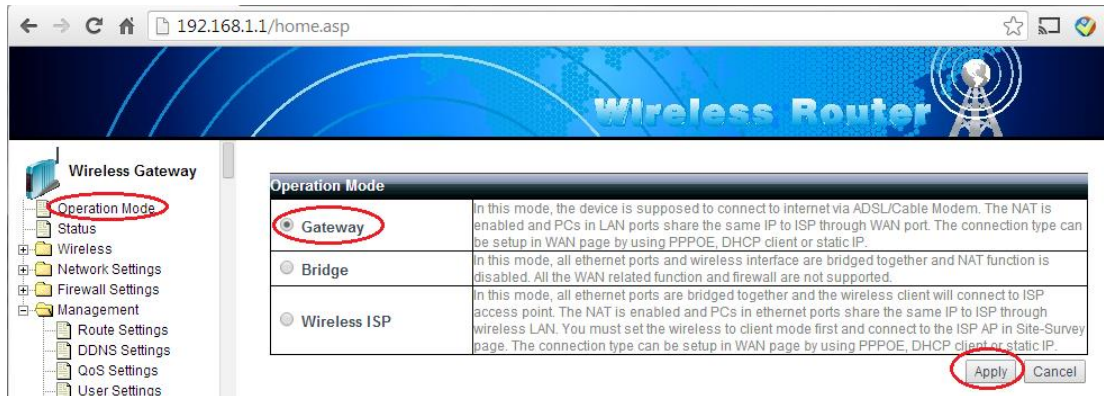 192.168.1.1/home.asp
Wireless Router
Wireless Gateway
Operation Mode
Status
Wireless
Network Settings
Firewall Settings
Management
Route Settings
DDNS Settings
QoS Settings
User Settings
Operation Mode
Gateway
In this mode, the device is supposed to connect to internet via ADSL/Cable Modem. The NAT is
enabled and PCs in LAN ports share the same IP to ISP through WAN port. The connection type can
be setup in WAN page by using PPPOE, DHCP client or static IP.
Bridge
In this mode, all ethernet ports and wireless interface are bridged together and NAT function is
disabled. All the WAN related function and firewall are not supported.
Wireless ISP
In this mode, all ethernet ports are bridged together and the wireless client will connect to ISP
access point. The NAT is enabled and PCs in ethernet ports share the same IP to ISP through
wireless LAN. You must set the wireless to client mode first and connect to the ISP AP in Site-Survey
page. The connection type can be setup in WAN page by using PPPOE, DHCP client or static IP.
Apply
Cancel